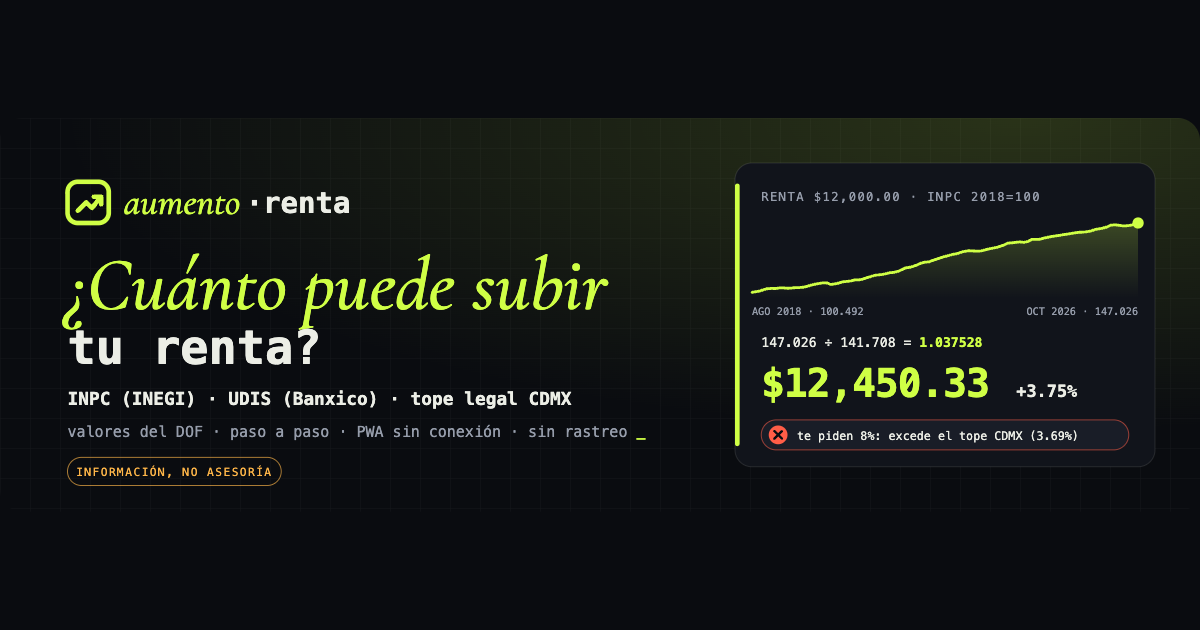 aumento·renta
¿Cuánto puede subir
tu renta?
INPC (INEGI) · UDIS (Banxico) · tope legal CDMX
valores del DOF · paso a paso · PWA sin conexión · sin rastreo _
INFORMACIÓN, NO ASESORÍA
RENTA $12,000.00 · INPC 2018=100
AGO 2018 · 100.492
OCT 2026 · 147.026
147.026 ÷ 141.708 = 1.037528
$12,450.33 +3.75%
te piden 8%: excede el tope CDMX (3.69%)